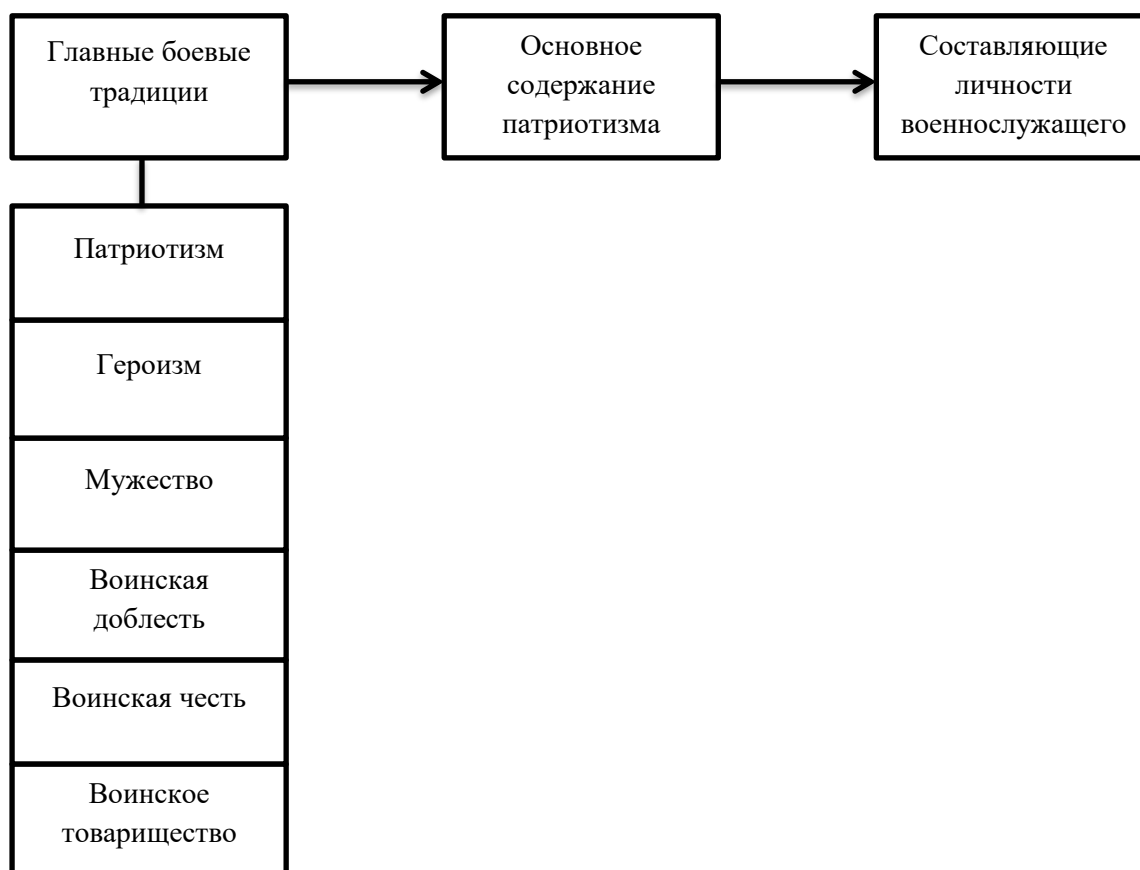 Главные боевые
традиции
Основное
содержание
патриотизма
Составляющие
личности
военнослужащего
Патриотизм
Героизм
Мужество
Воинская
доблесть
Воинская честь
Воинское
товарищество